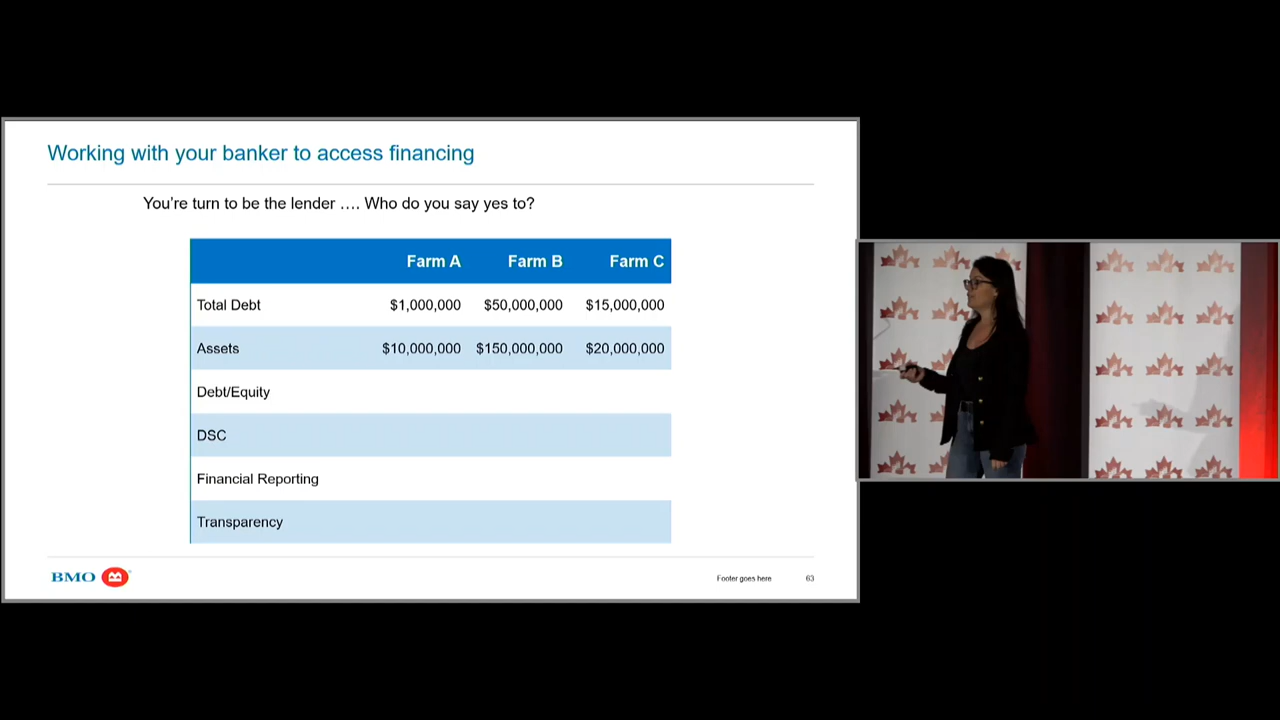 Working with your banker to access financing
You're turn to be the lender …. Who do you say yes to?
Farm A Farm B Farm C
Total Debt $1,000,000 $50,000,000 $15,000,000
Assets $10,000,000 $150,000,000 $20,000,000
Debt/Equity
DSC
Financial Reporting
Transparency
BMO
Footer goes here 63